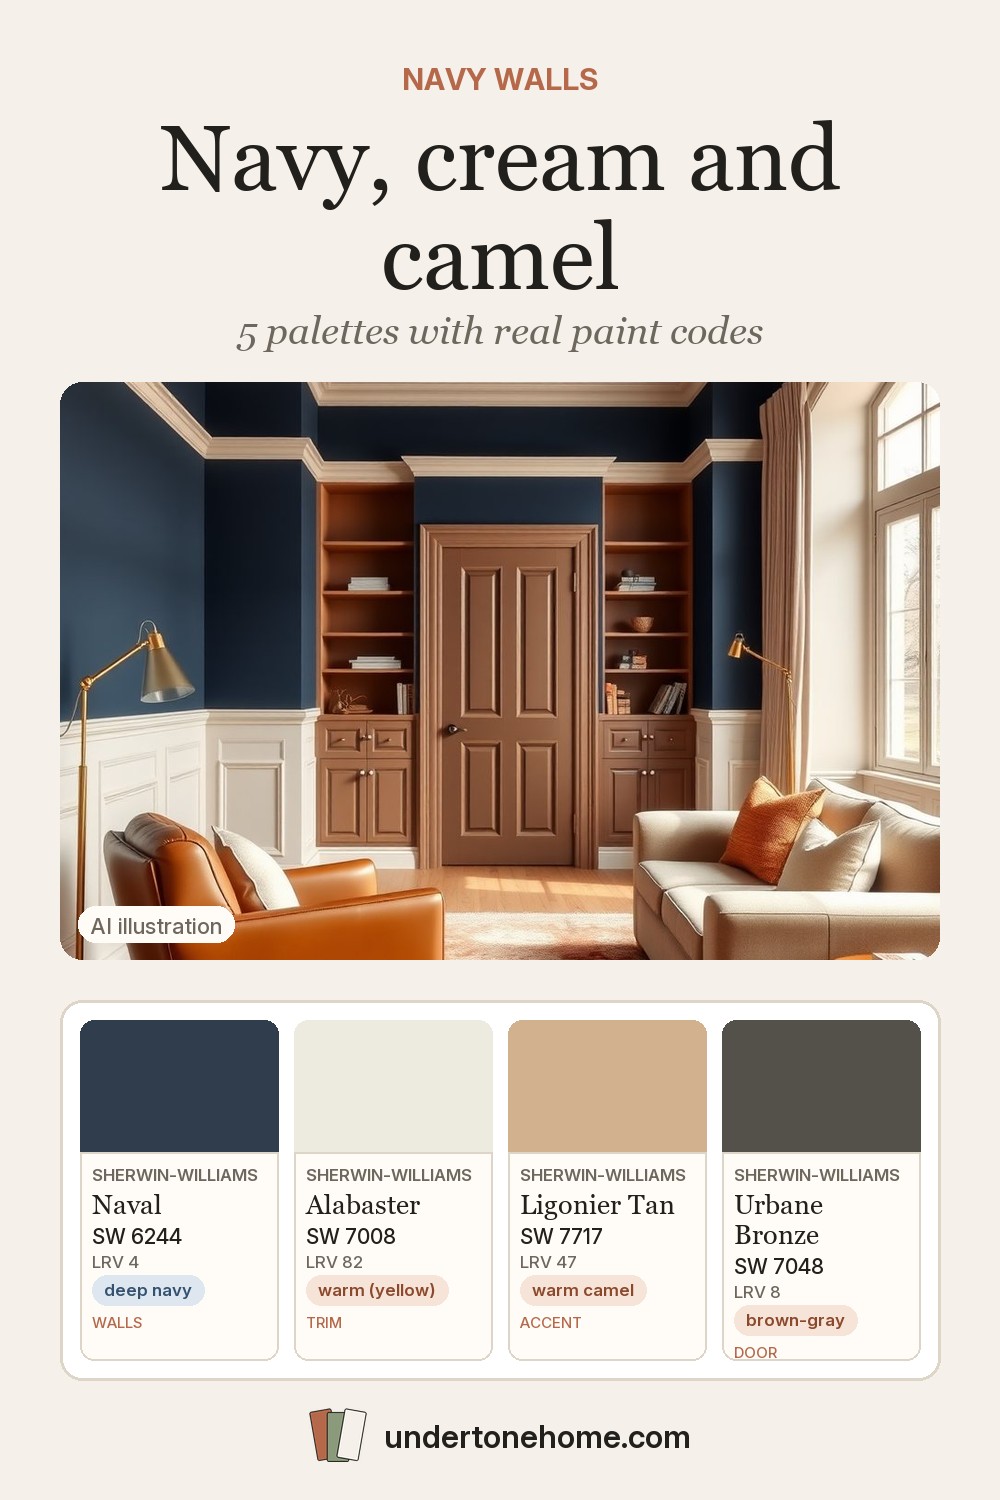 NAVY WALLS
Navy, cream and
camel
5 palettes with real paint codes
AI illustration
SHERWIN-WILLIAMS
Naval
SW 6244
LRV 4
deep navy
WALLS
SHERWIN-WILLIAMS
Alabaster
SW 7008
LRV 82
warm (yellow)
TRIM
SHERWIN-WILLIAMS
Ligonier Tan
SW 7717
LRV 47
warm camel
ACCENT
SHERWIN-WILLIAMS
Urbane
Bronze
SW 7048
LRV 8
brown-gray
DOOR
undertonehome.com